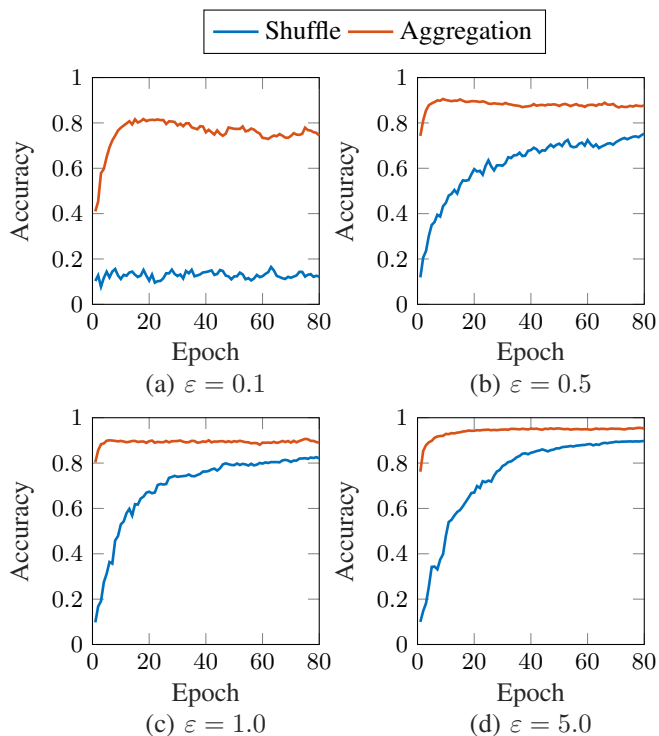 Shuffle Aggregation
1
0.8
0.6
0.4
0.2
0
Accuracy
0 20 40 60 80
Epoch
(a) ε = 0.1
1
0.8
0.6
0.4
0.2
0
Accuracy
0 20 40 60 80
Epoch
(b) ε = 0.5
1
0.8
0.6
0.4
0.2
0
Accuracy
0 20 40 60 80
Epoch
(c) ε = 1.0
1
0.8
0.6
0.4
0.2
0
Accuracy
0 20 40 60 80
Epoch
(d) ε = 5.0